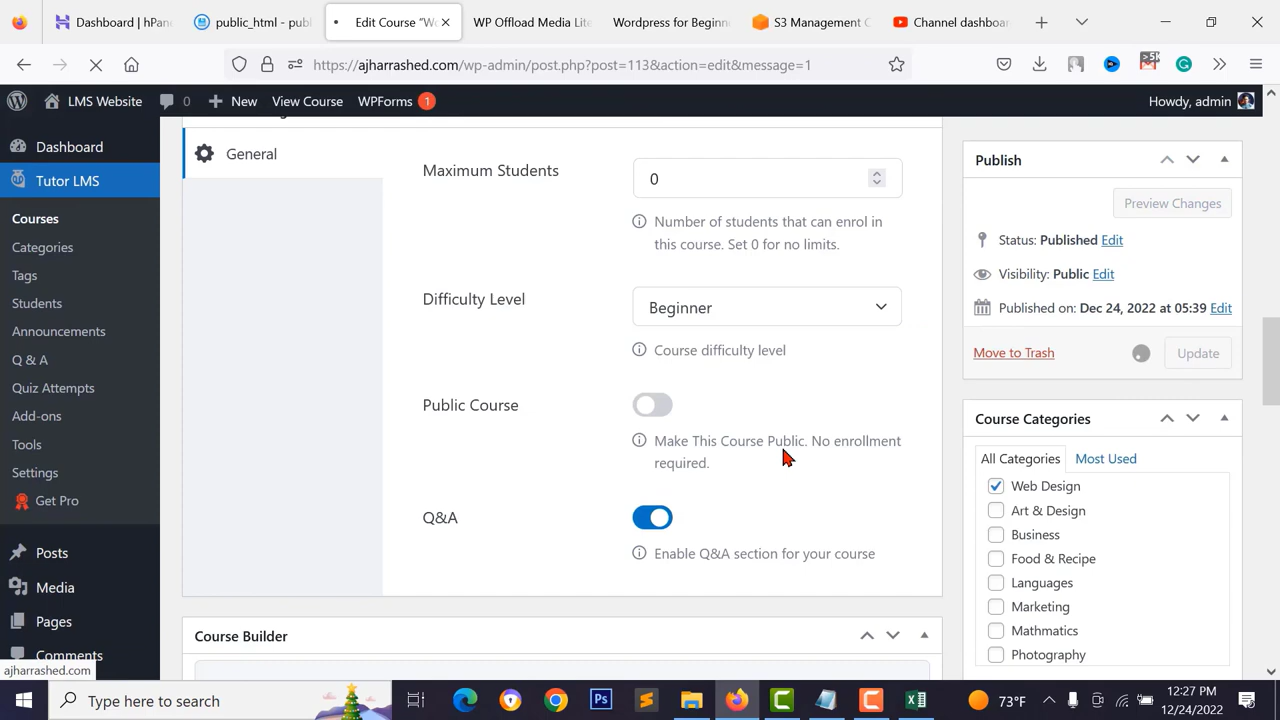 Dashboard | hPan
public_html - publ
Edit Course “Wo
WP Offload Media Lite
Wordpress for Beginn
S3 Management C
Channel dashboar
https://ajharrashed.com/wp-admin/post.php?post=113&action=edit&message=1
LMS Website
0
New
View Course
WPForms
1
Howdy, admin
Dashboard
Tutor LMS
Courses
Categories
Tags
Students
Announcements
Q & A
Quiz Attempts
Add-ons
Tools
Settings
Get Pro
Posts
Media
Pages
Comments
ajharrashed.com
General
Maximum Students
0
Number of students that can enrol in
this course. Set 0 for no limits.
Difficulty Level
Beginner
Course difficulty level
Public Course
Make This Course Public. No enrollment
required.
Q&A
Enable Q&A section for your course
Course Builder
Publish
Preview Changes
Status: Published Edit
Visibility: Public Edit
Published on: Dec 24, 2022 at 05:39 Edit
Move to Trash
Update
Course Categories
All Categories
Most Used
Web Design
Art & Design
Business
Food & Recipe
Languages
Marketing
Mathmatics
Photography
Type here to search
Ps
73°F
12:27 PM
12/24/2022